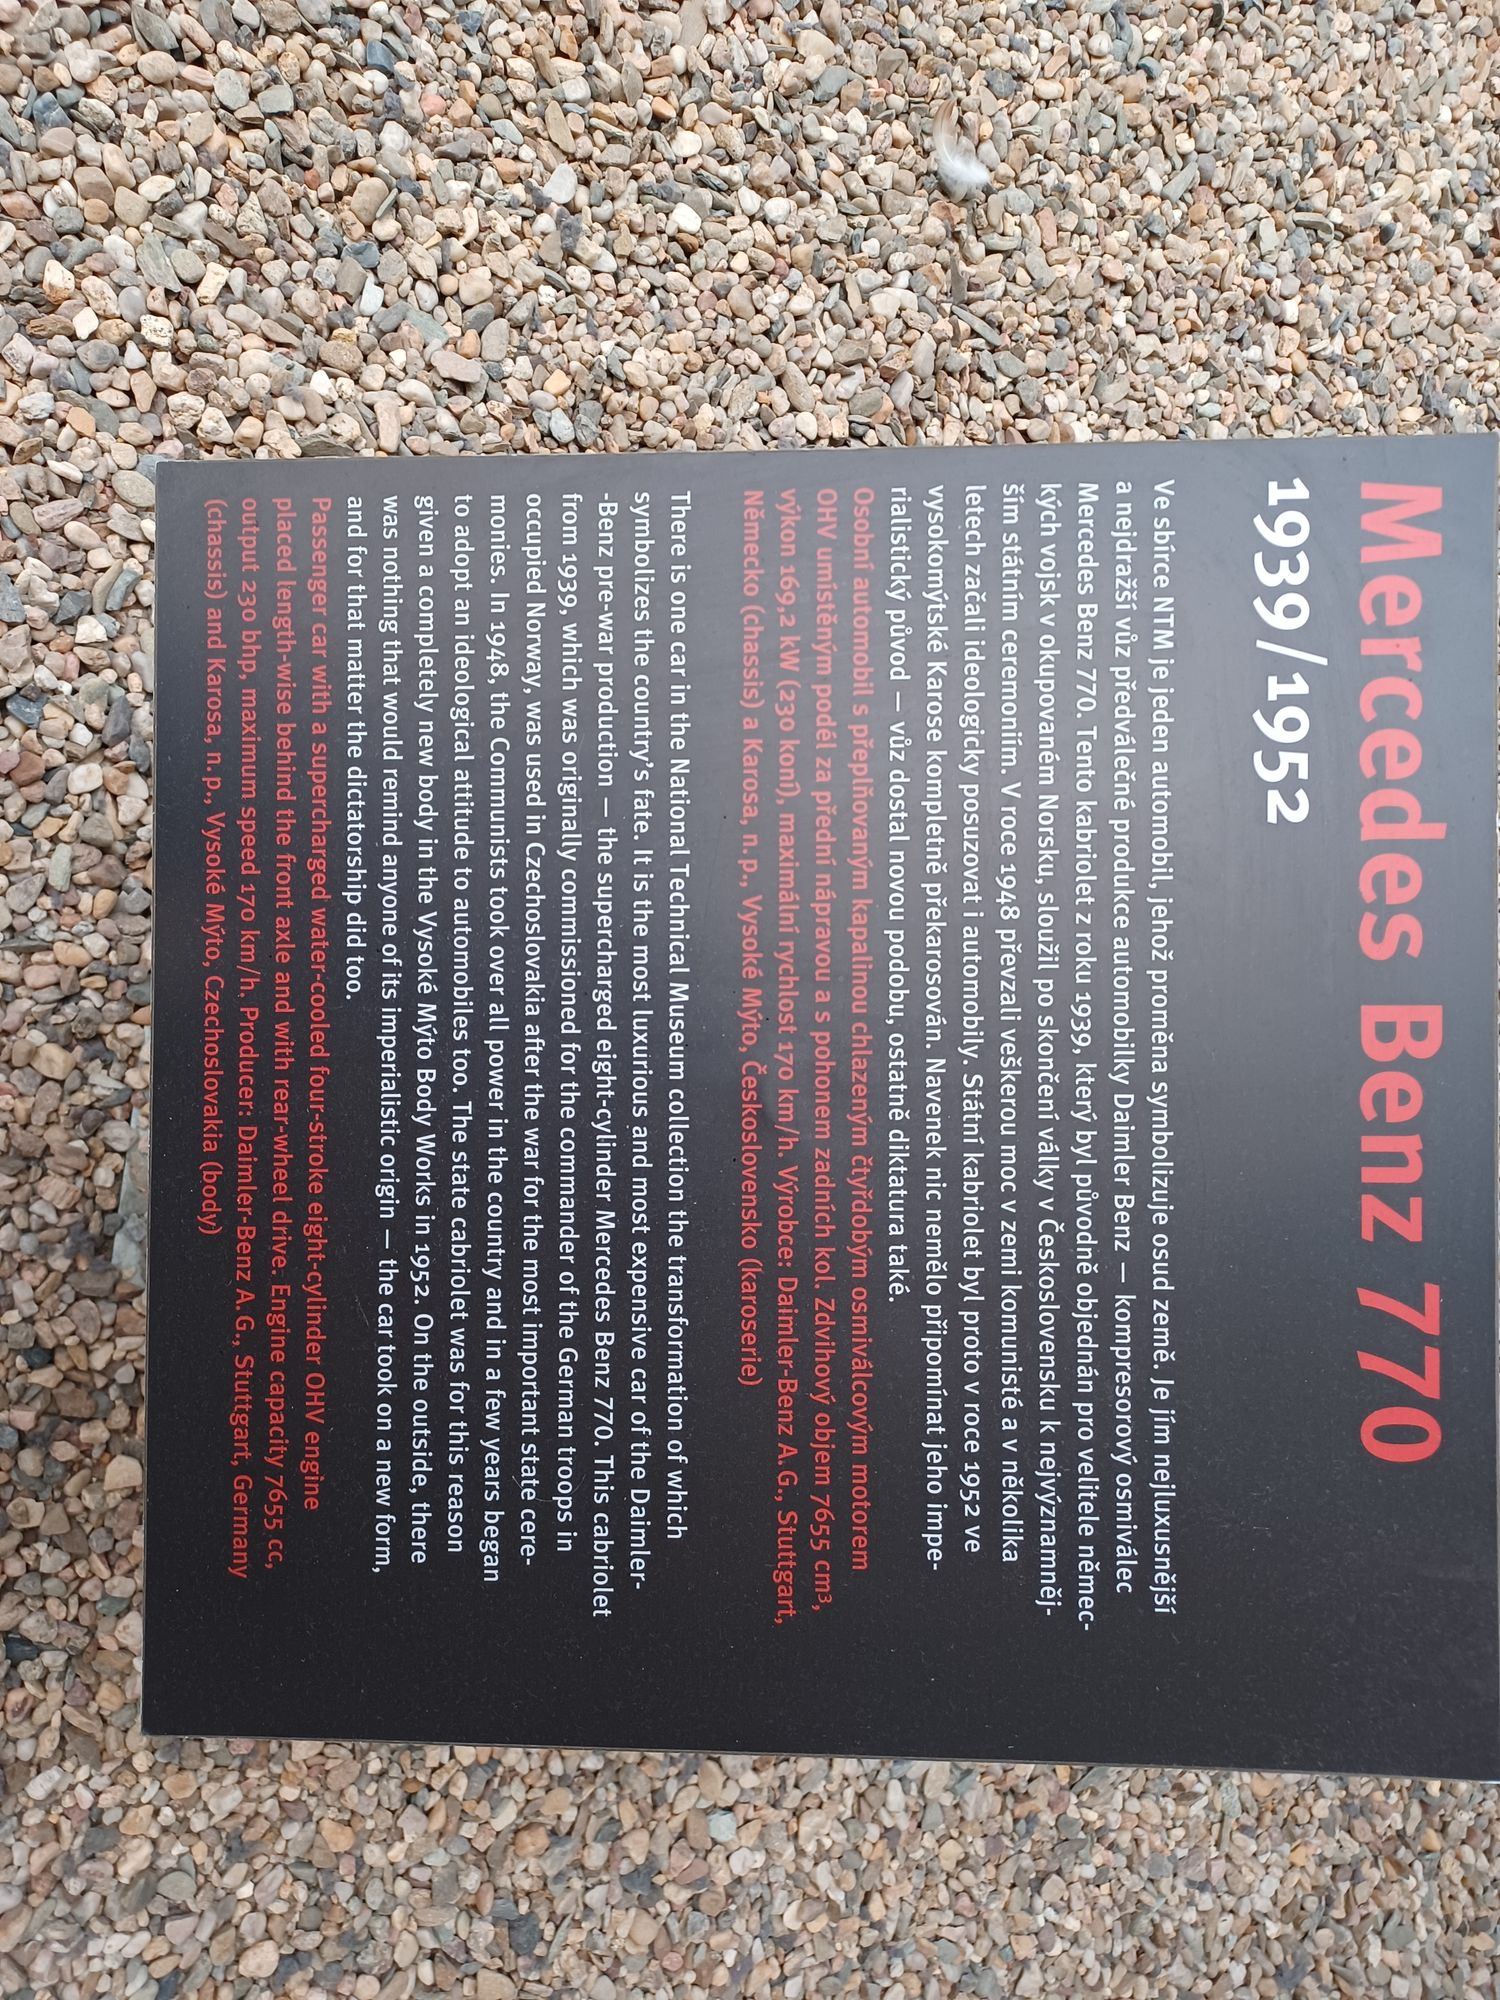 Mercedes Benz 770
1939/1952
Ve sbírce NTM je jeden automobil, jehož proměna symbolizuje osud země. Je jím nejluxusnější
a nejdražší vůz předválečné produkce automobilky Daimler Benz — kompresorový osmiválec
Mercedes Benz 770. Tento kabriolet z roku 1939, který byl původně objednán pro velitele němec-
kých vojsk v okupovaném Norsku, sloužil po skončení války v Československu k nejvýznamněj-
ším státním ceremoniím. V roce 1948 převzali veškerou moc v zemi komunisté a v několika
letech začali ideologicky posuzovat i automobily. Státní kabriolet byl proto v roce 1952 ve
vysokomýtské Karose kompletně překarosován. Navenek nic nemělo připomínat jeho impe-
rialistický původ — vůz dostal novou podobu, ostatně diktatura také.
Osobní automobil s přeplňovaným kapalinou chlazeným čtyřdobým osmiválcovým motorem
OHV umístěným podél za přední nápravou a s pohonem zadních kol. Zdvihový objem 7655 cm³,
výkon 169,2 kW (230 koní), maximální rychlost 170 km/h. Výrobce: Daimler-Benz A. G., Stuttgart,
Německo (chassis) a Karosa, n. p., Vysoké Mýto, Československo (karoserie)
There is one car in the National Technical Museum collection the transformation of which
symbolizes the country's fate. It is the most luxurious and most expensive car of the Daimler-
-Benz pre-war production — the supercharged eight-cylinder Mercedes Benz 770. This cabriolet
from 1939, which was originally commissioned for the commander of the German troops in
occupied Norway, was used in Czechoslovakia after the war for the most important state cere-
monies. In 1948, the Communists took over all power in the country and in a few years began
to adopt an ideological attitude to automobiles too. The state cabriolet was for this reason
given a completely new body in the Vysoké Mýto Body Works in 1952. On the outside, there
was nothing that would remind anyone of its imperialistic origin — the car took on a new form,
and for that matter the dictatorship did too.
Passenger car with a supercharged water-cooled four-stroke eight-cylinder OHV engine
placed length-wise behind the front axle and with rear-wheel drive. Engine capacity 7655 cc,
output 230 bhp, maximum speed 170 km/h. Producer: Daimler-Benz A. G., Stuttgart, Germany
(chassis) and Karosa, n. p., Vysoké Mýto, Czechoslovakia (body)